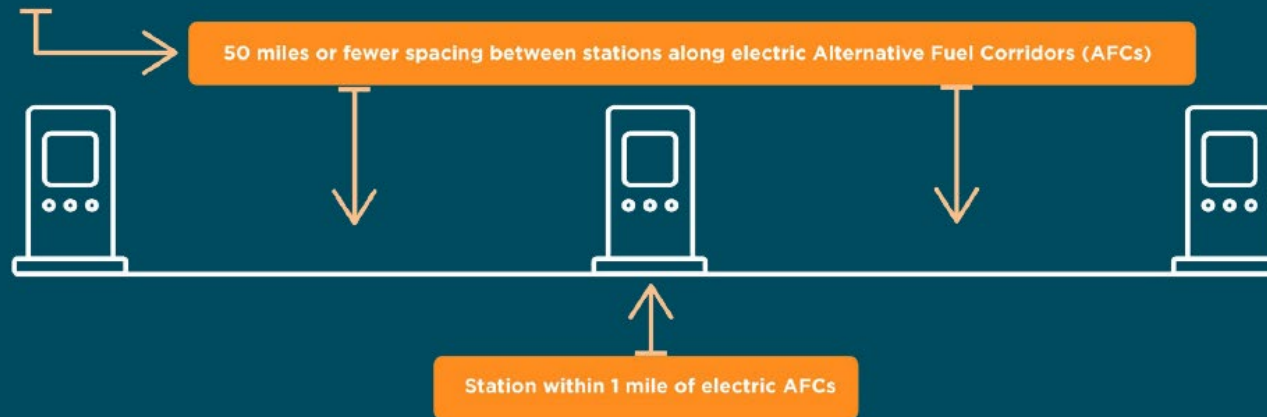 50 miles or fewer spacing between stations along electric Alternative Fuel Corridors (AFCs)
Station within 1 mile of electric AFCs